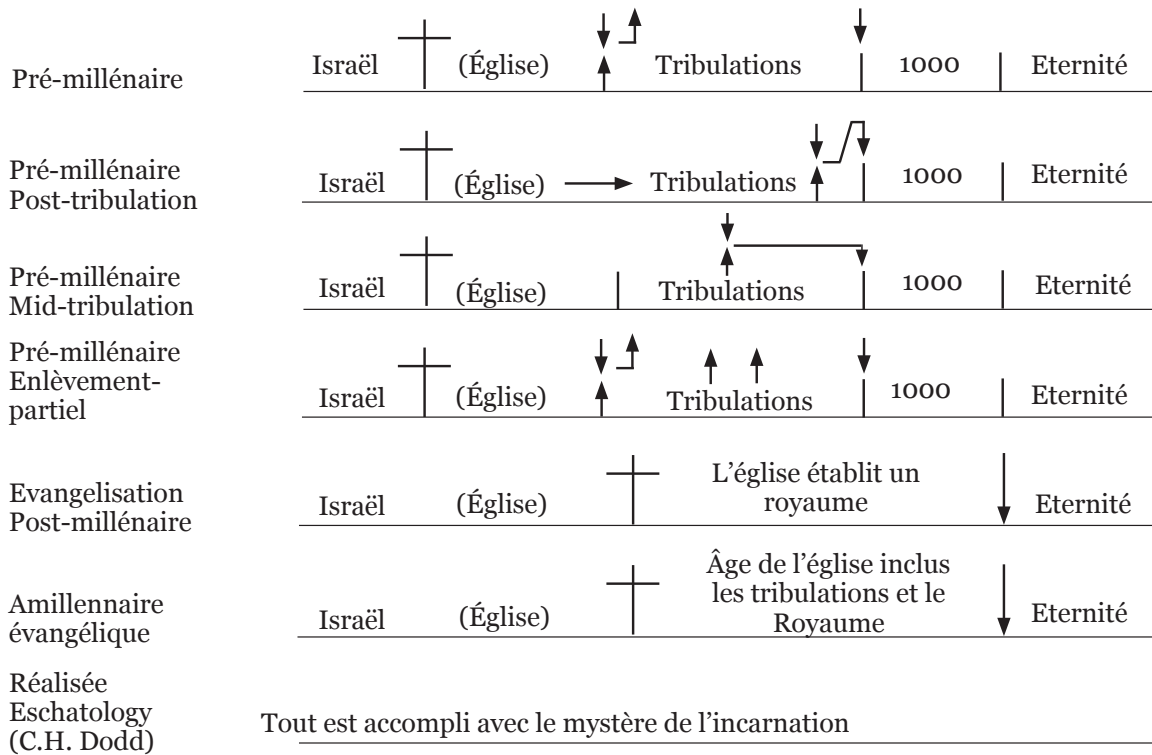 Pré-millénaire
Israël (Église) Tribulations 1000 Eternité
Pré-millénaire
Post-tribulation
Israël (Église) Tribulations 1000 Eternité
Pré-millénaire
Mid-tribulation
Israël (Église) Tribulations 1000 Eternité
Pré-millénaire
Enlèvement-
partiel
Israël (Église) Tribulations 1000 Eternité
Evangelisation
Post-millénaire
Israël (Église) L’église établit un
royaume
Eternité
Amillennaire
évangélique
Israël (Église) Âge de l’église inclus
les tribulations et le
Royaume
Eternité
Réalisée
Eschatology
(C.H. Dodd)
Tout est accompli avec le mystère de l’incarnation